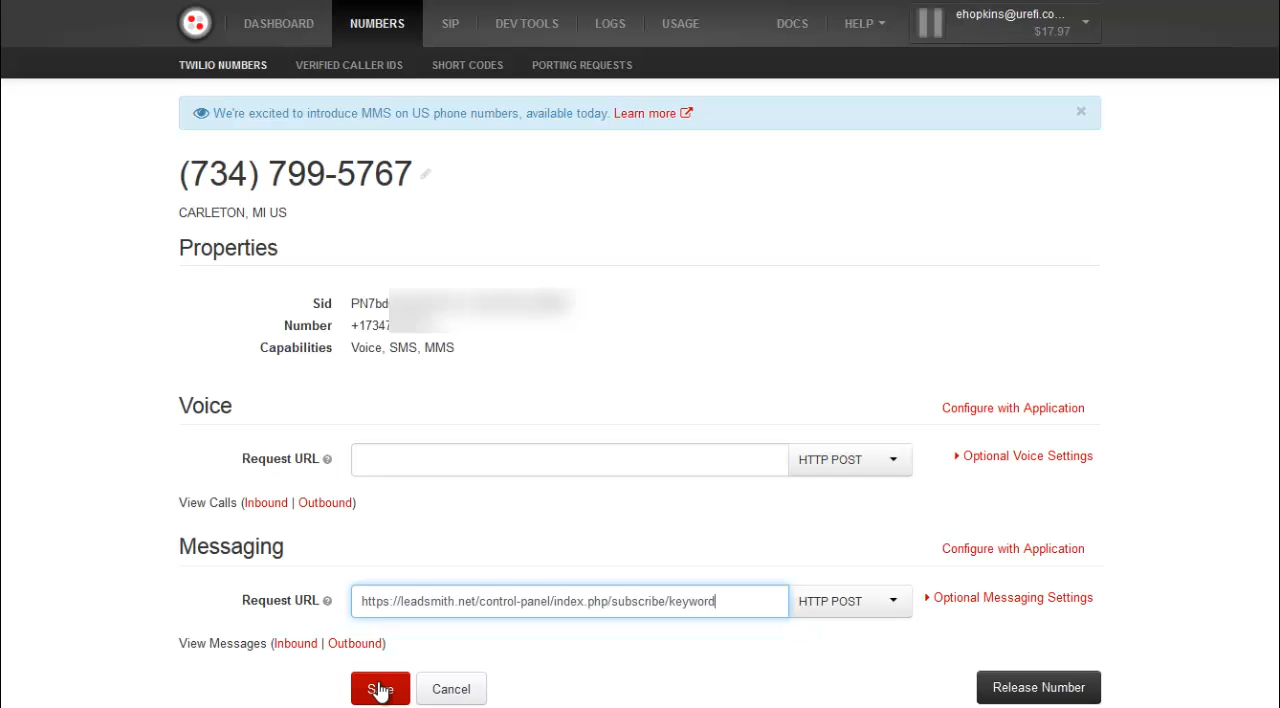 DASHBOARD NUMBERS SIP DEV TOOLS LOGS USAGE DOCS HELP ehopkins@urefi.co...
$17.97
TWILIO NUMBERS VERIFIED CALLER IDS SHORT CODES PORTING REQUESTS
We're excited to introduce MMS on US phone numbers, available today. Learn more ×
(734) 799-5767
CARLETON, MI US
Properties
Sid PN7bd
Number +17347
Capabilities Voice, SMS, MMS
Voice Configure with Application
Request URL HTTP POST Optional Voice Settings
View Calls (Inbound | Outbound)
Messaging Configure with Application
Request URL https://leadsmith.net/control-panel/index.php/subscribe/keyword HTTP POST Optional Messaging Settings
View Messages (Inbound | Outbound)
Save Cancel Release Number